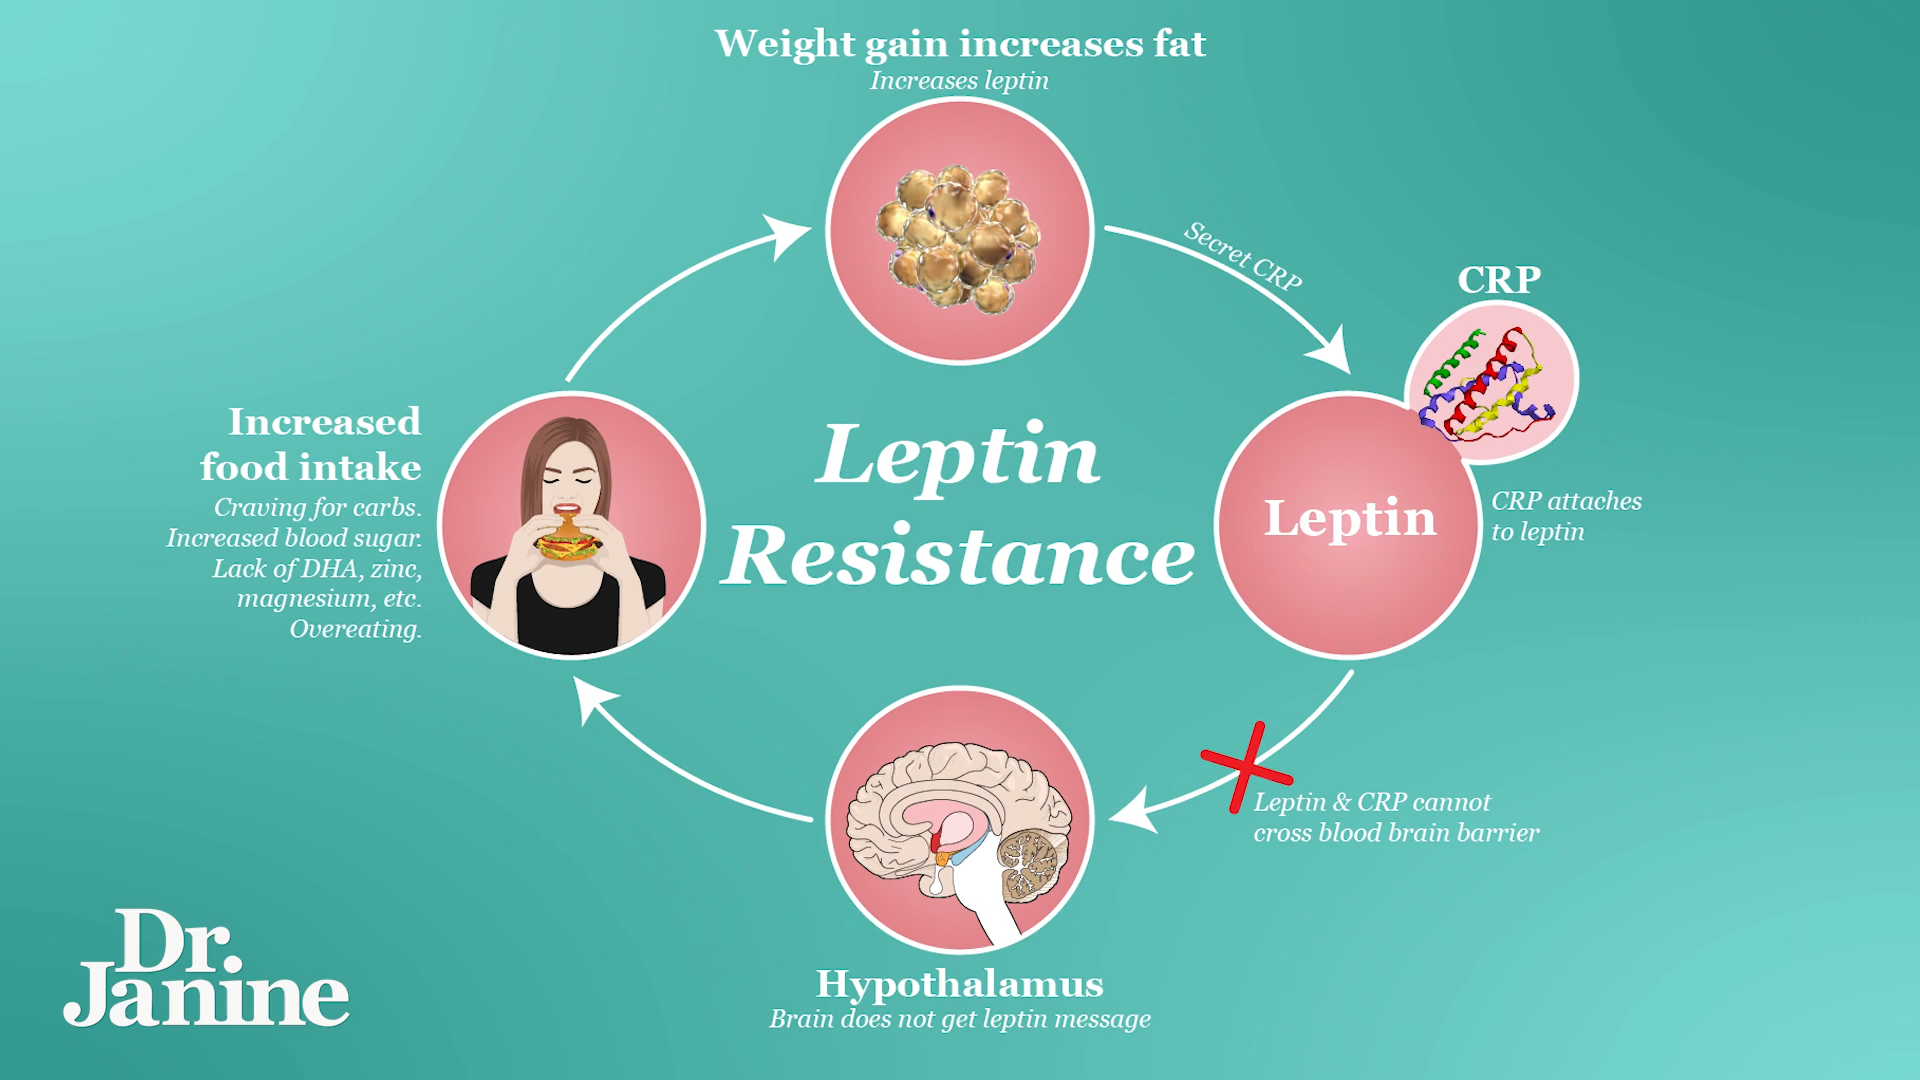 Weight gain increases fat
Increases leptin
Secret CRP
CRP
Leptin
CRP attaches
to leptin
Leptin & CRP cannot
cross blood brain barrier
Hypothalamus
Brain does not get leptin message
Increased
food intake
Craving for carbs.
Increased blood sugar.
Lack of DHA, zinc,
magnesium, etc.
Overeating.
Leptin
Resistance
Dr.
Janine